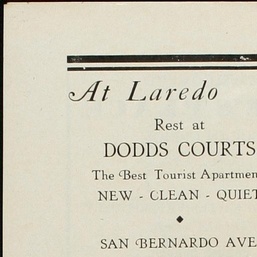 At Laredo
Rest at
DODDS COURTS
The Best Tourist Apartmen
NEW - CLEAN - QUIET
SAN BERNARDO AVE